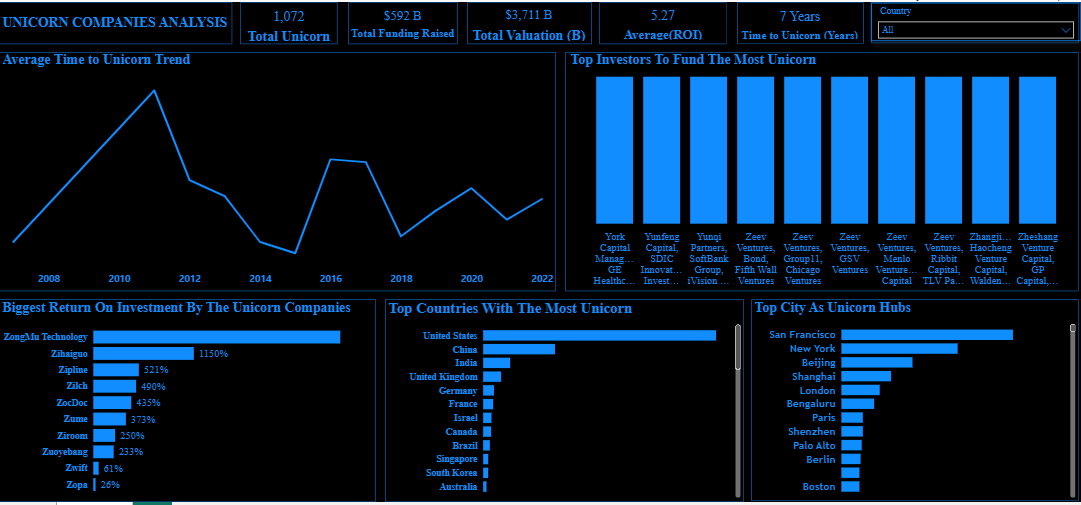 UNICORN COMPANIES ANALYSIS
1,072
Total Unicorn
$592 B
Total Funding Raised
$3,711 B
Total Valuation (B)
5.27
Average(ROI)
7 Years
Time to Unicorn (Years)
Country
All
Average Time to Unicorn Trend
2008 2010 2012 2014 2016 2018 2020 2022
Top Investors To Fund The Most Unicorn
York
Capital
Manag...
GE
Healthc...
Yunfeng
Capital,
SDIC
Innovat...
Invest...
Yunqi
Partners,
SoftBank
Group,
iVision ...
Zeev
Ventures,
Bond,
Fifth Wall
Ventures
Zeev
Ventures,
Group11,
Chicago
Ventures
Zeev
Ventures,
GSV
Ventures
Zeev
Ventures,
Menlo
Venture...
Capital
Zeev
Ventures,
Ribbit
Capital,
TLV Pa...
Zhangji...
Haocheng
Venture
Capital,
Walden...
Zheshang
Venture
Capital,
GP
Capital,...
Biggest Return On Investment By The Unicorn Companies
ZongMu Technology
Zihaiguo 1150%
Zipline 521%
Zilch 490%
ZocDoc 435%
Zume 373%
Ziroom 250%
Zuoyebang 233%
Zwift 61%
Zopa 26%
Top Countries With The Most Unicorn
United States
China
India
United Kingdom
Germany
France
Israel
Canada
Brazil
Singapore
South Korea
Australia
Top City As Unicorn Hubs
San Francisco
New York
Beijing
Shanghai
London
Bengaluru
Paris
Shenzhen
Palo Alto
Berlin
Boston